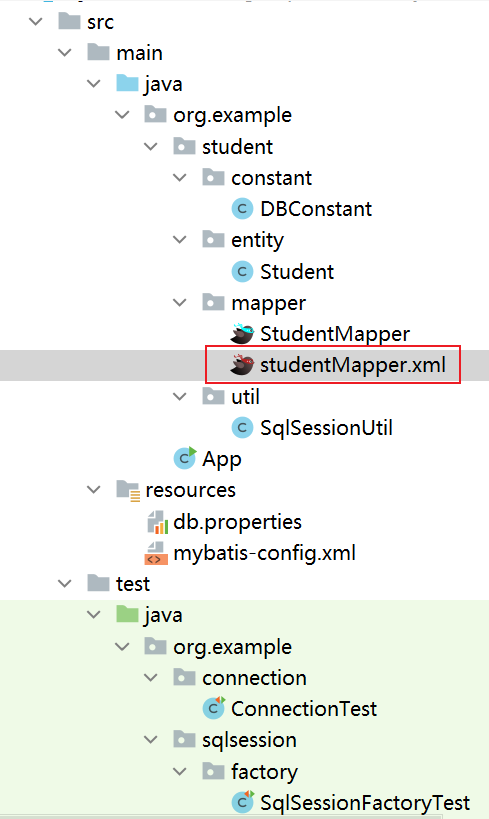 src
main
java
org.example
student
constant
DBConstant
entity
Student
mapper
StudentMapper
studentMapper.xml
util
SqlSessionUtil
App
resources
db.properties
mybatis-config.xml
test
java
org.example
connection
ConnectionTest
sqlsession
factory
SqlSessionFactoryTest